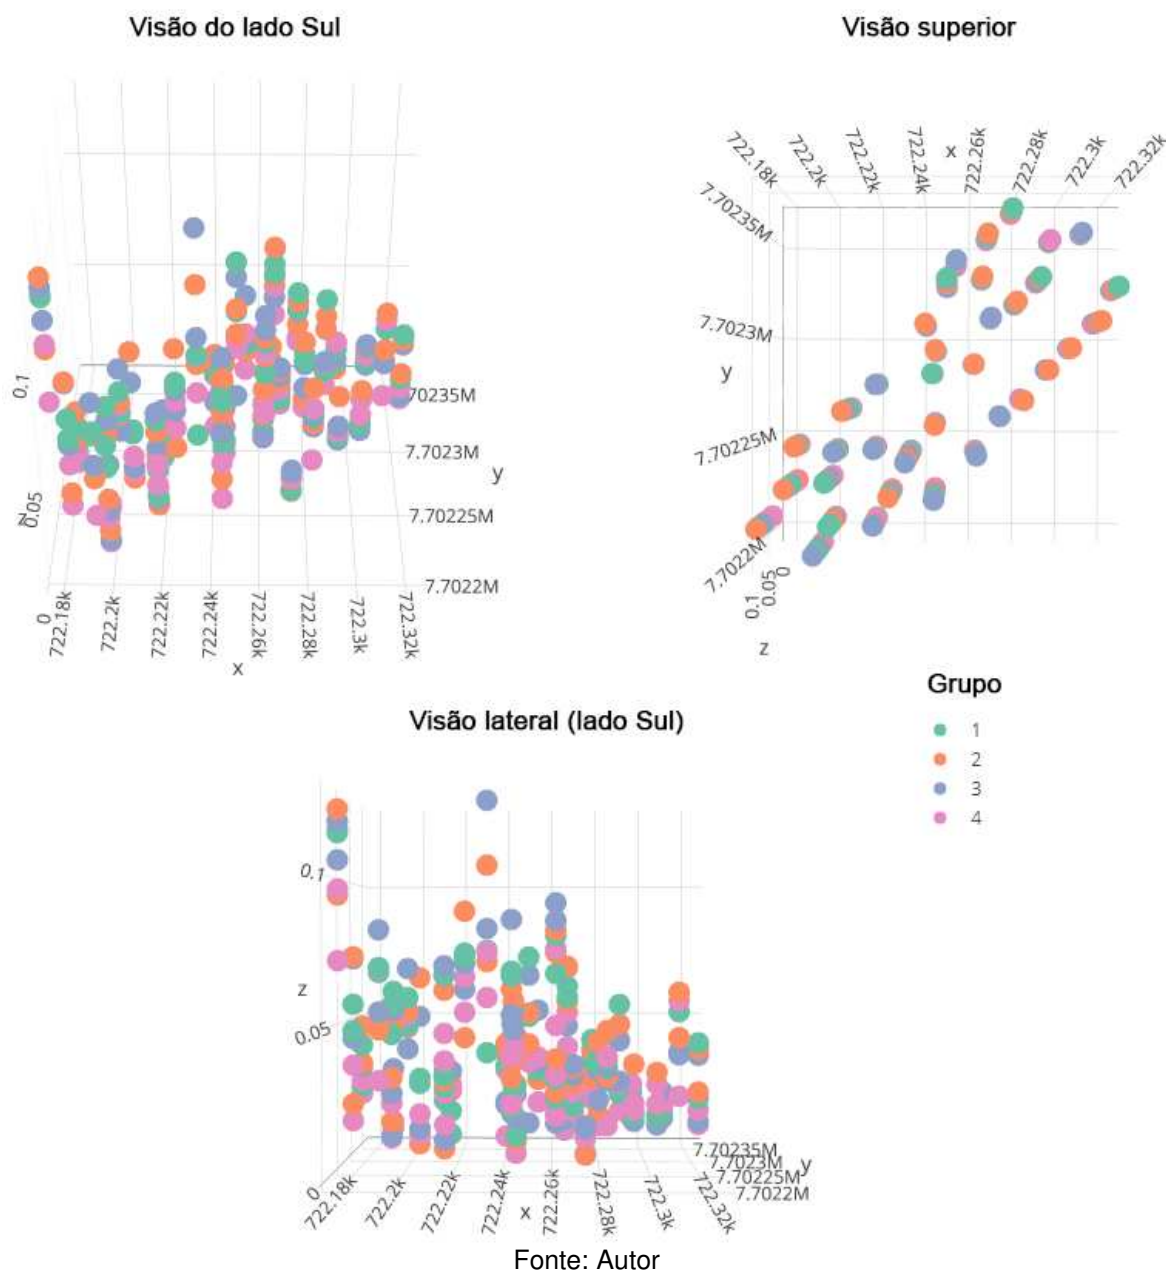 Visão do lado Sul
0.1
0.05
z
0
722.18k
722.2k
722.22k
722.24k
722.26k
722.28k
722.3k
722.32k
x
70235M
7.7023M
y
7.70225M
7.7022M
Visão superior
722.18k
722.2k
722.22k
722.24k
x
722.26k
722.28k
722.3k
722.32k
7.70235M
7.7023M
y
7.70225M
7.7022M
0.1
0.05
0
z
Grupo
1
2
3
4
Visão lateral (lado Sul)
0.1
z
0.05
0
722.18k
722.2k
722.22k
722.24k
x
722.26k
722.28k
722.3k
722.32k
7.70235M
7.7023M
y
7.70225M
7.7022M
Fonte: Autor